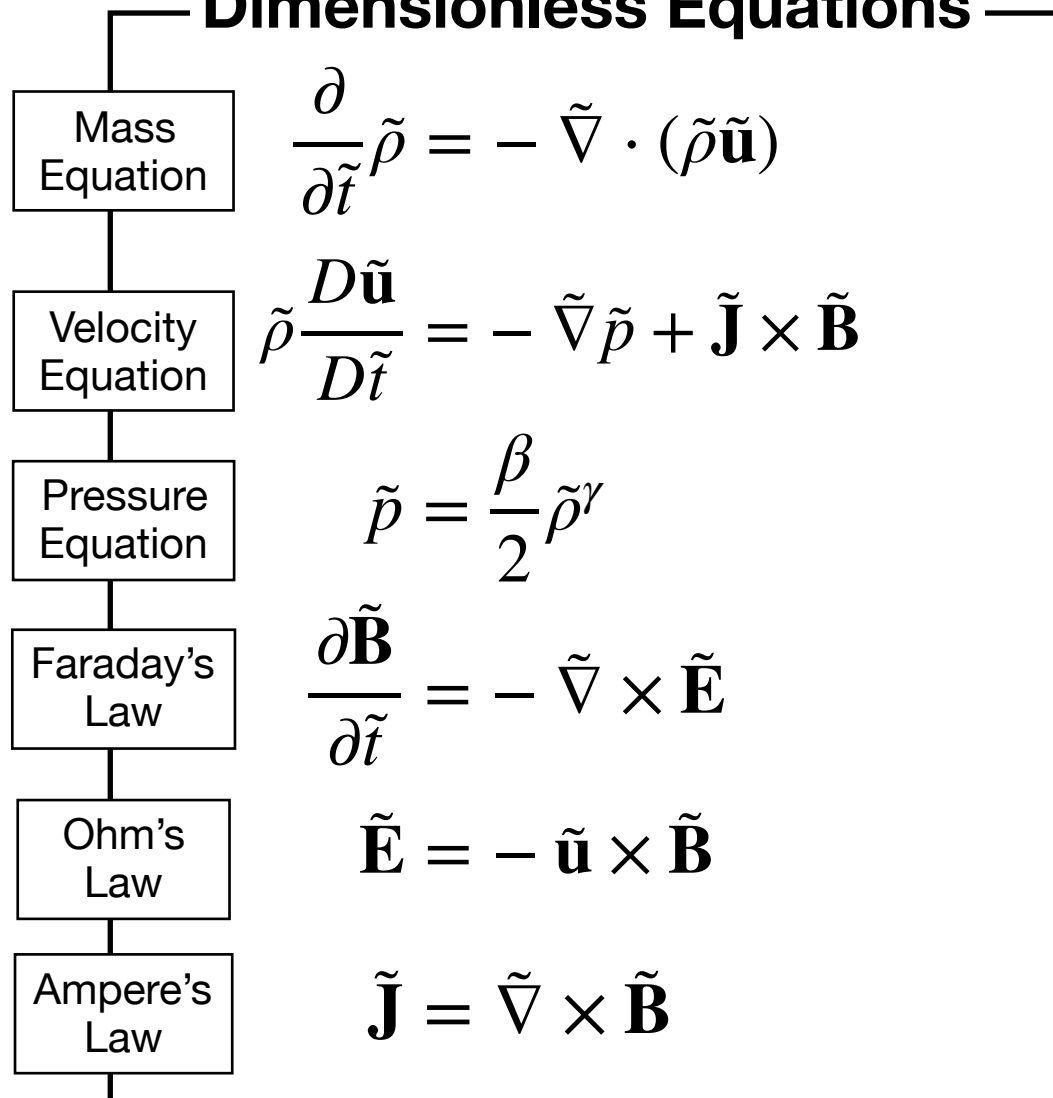 Dimensionless Equations
Mass
Equation
∂/∂t̃ ρ̃ = − ∇̃ · (ρ̃ũ)
Velocity
Equation
ρ̃ Dũ/Dt̃ = − ∇̃p̃ + J̃ × B̃
Pressure
Equation
p̃ = β/2 ρ̃^γ
Faraday’s
Law
∂B̃/∂t̃ = − ∇̃ × Ẽ
Ohm’s
Law
Ẽ = − ũ × B̃
Ampere’s
Law
J̃ = ∇̃ × B̃